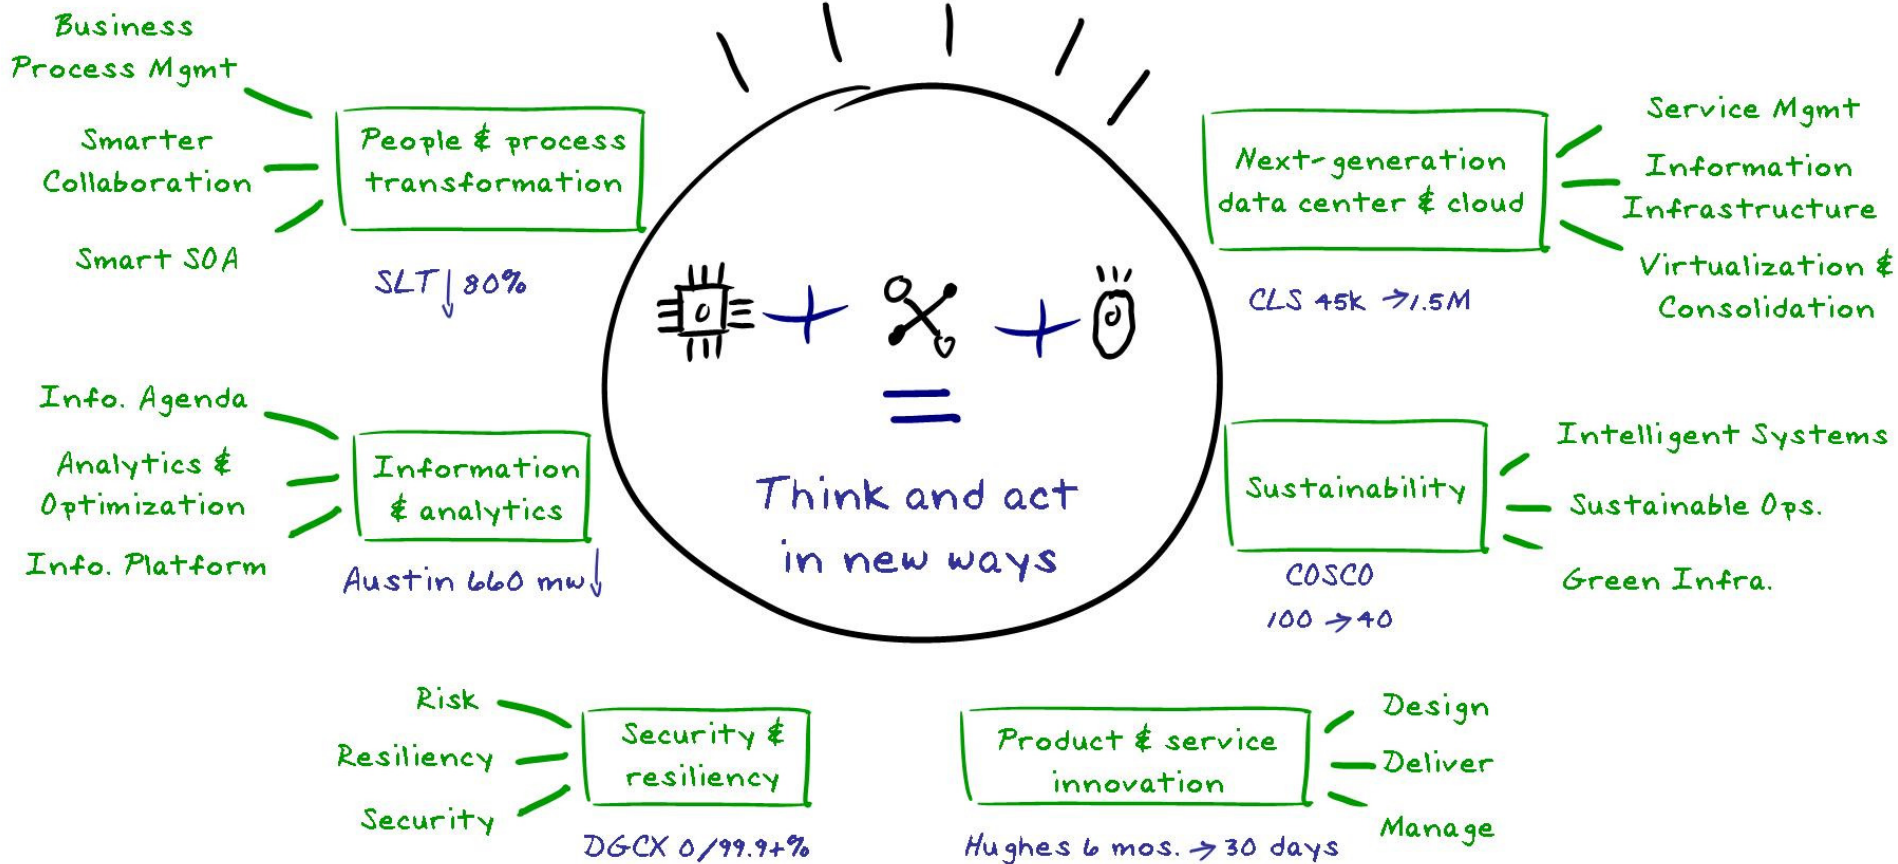 Business
Process Mgmt
Smarter
Collaboration
Smart SOA
People & process
transformation
SLT ↓ 80%
Info. Agenda
Analytics &
Optimization
Info. Platform
Information
& analytics
Austin 660 mw ↓
Risk
Resiliency
Security
Security &
resiliency
DGCX 0/99.9+%
+ +
=
Think and act
in new ways
Next-generation
data center & cloud
CLS 45k → 1.5M
Service Mgmt
Information
Infrastructure
Virtualization &
Consolidation
Sustainability
COSCO
100 → 40
Intelligent Systems
Sustainable Ops.
Green Infra.
Product & service
innovation
Hughes 6 mos. → 30 days
Design
Deliver
Manage